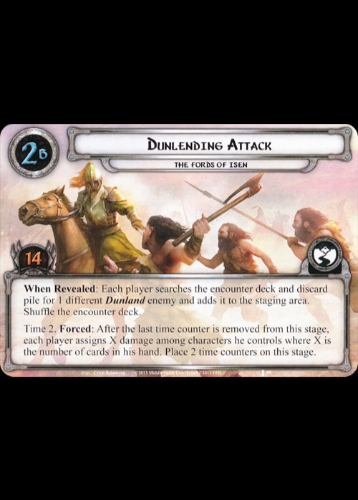 2B
DUNLENDING ATTACK
THE FORDS OF ISEN
14
When Revealed: Each player searches the encounter deck and discard
pile for 1 different Dunland enemy and adds it to the staging area.
Shuffle the encounter deck.
Time 2. Forced: After the last time counter is removed from this stage,
each player assigns X damage among characters he controls where X is
the number of cards in his hand. Place 2 time counters on this stage.